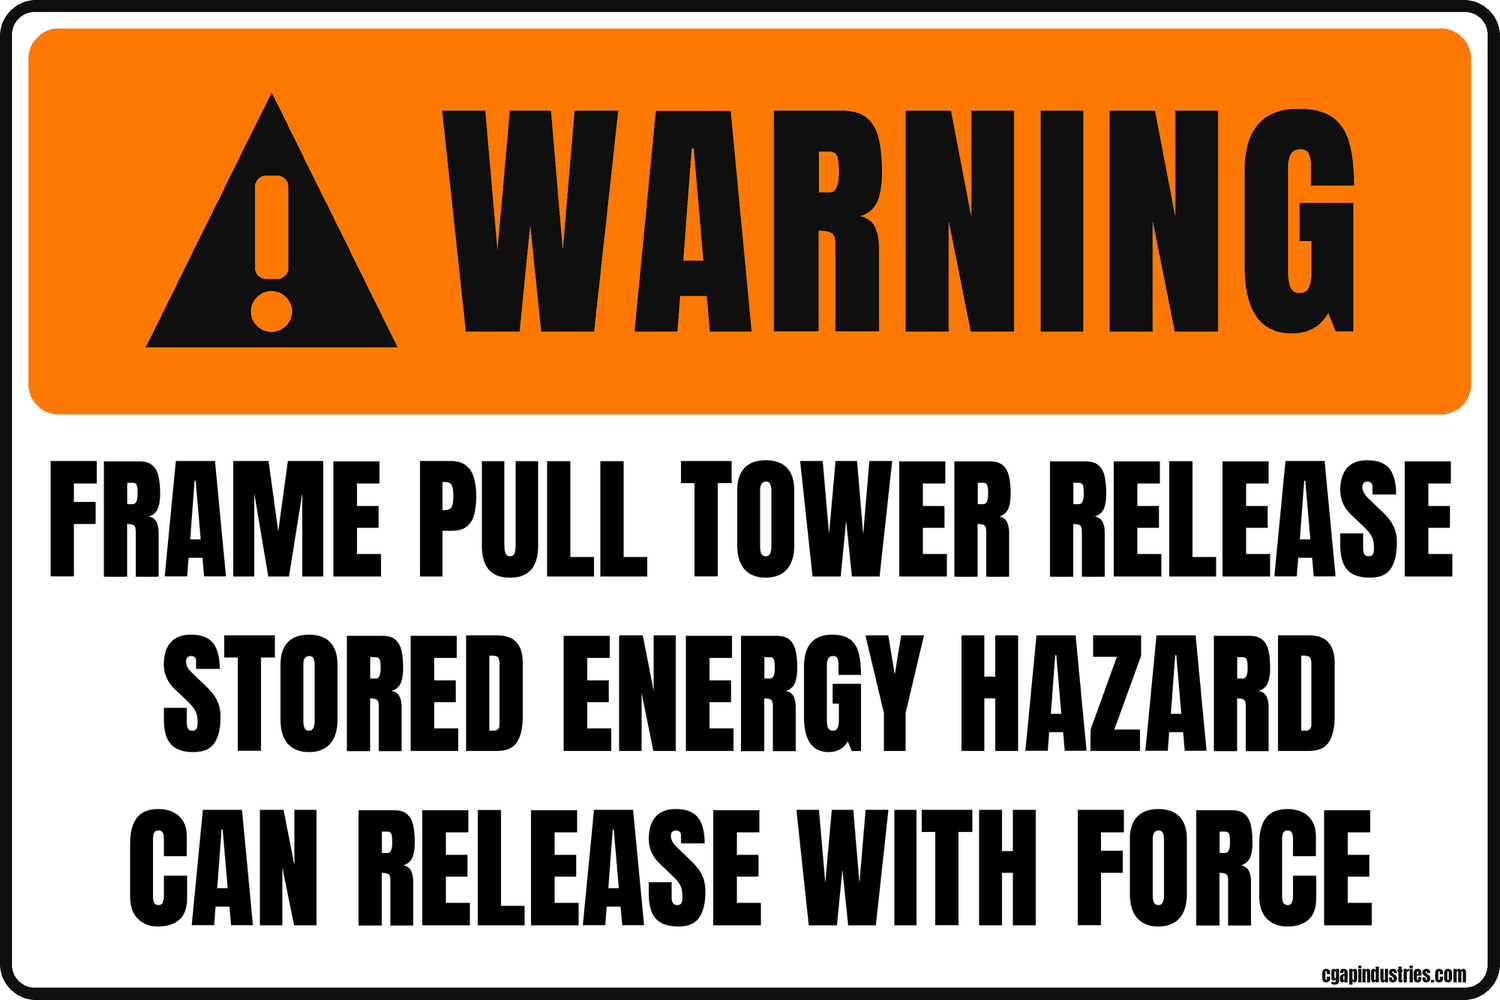 WARNING
FRAME PULL TOWER RELEASE
STORED ENERGY HAZARD
CAN RELEASE WITH FORCE
cgapindustries.com